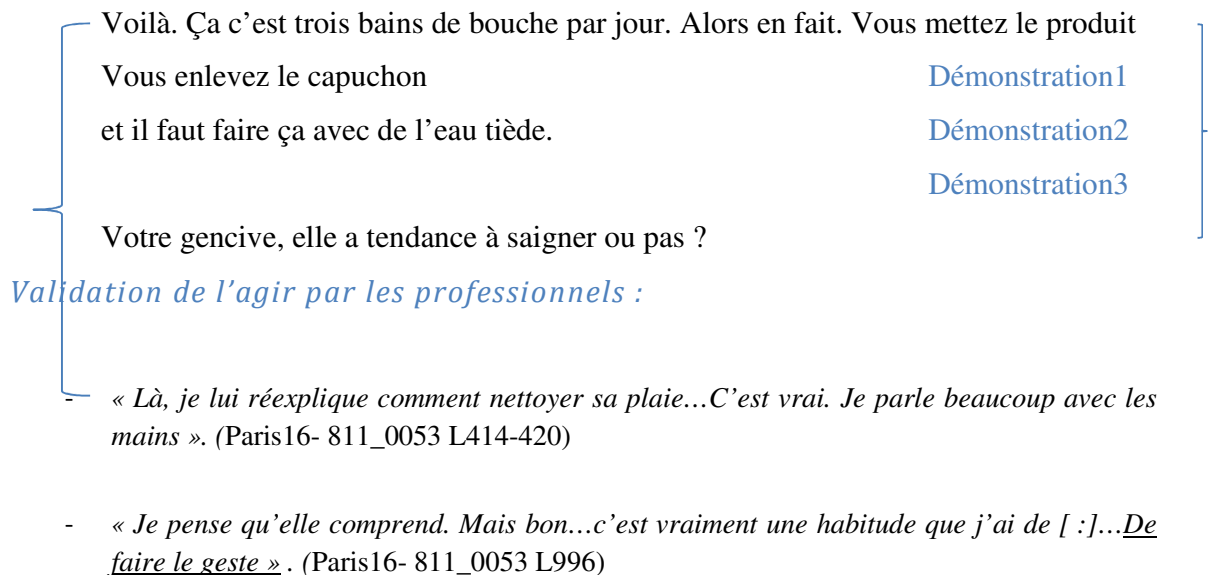 Voilà. Ça c’est trois bains de bouche par jour. Alors en fait. Vous mettez le produit
Vous enlevez le capuchon Démonstration1
et il faut faire ça avec de l’eau tiède. Démonstration2
Démonstration3
Votre gencive, elle a tendance à saigner ou pas ?
Validation de l’agir par les professionnels :
- « Là, je lui réexplique comment nettoyer sa plaie…C’est vrai. Je parle beaucoup avec les
mains ». (Paris16- 811_0053 L414-420)
- « Je pense qu’elle comprend. Mais bon…c’est vraiment une habitude que j’ai de [ :]…De
faire le geste » . (Paris16- 811_0053 L996)